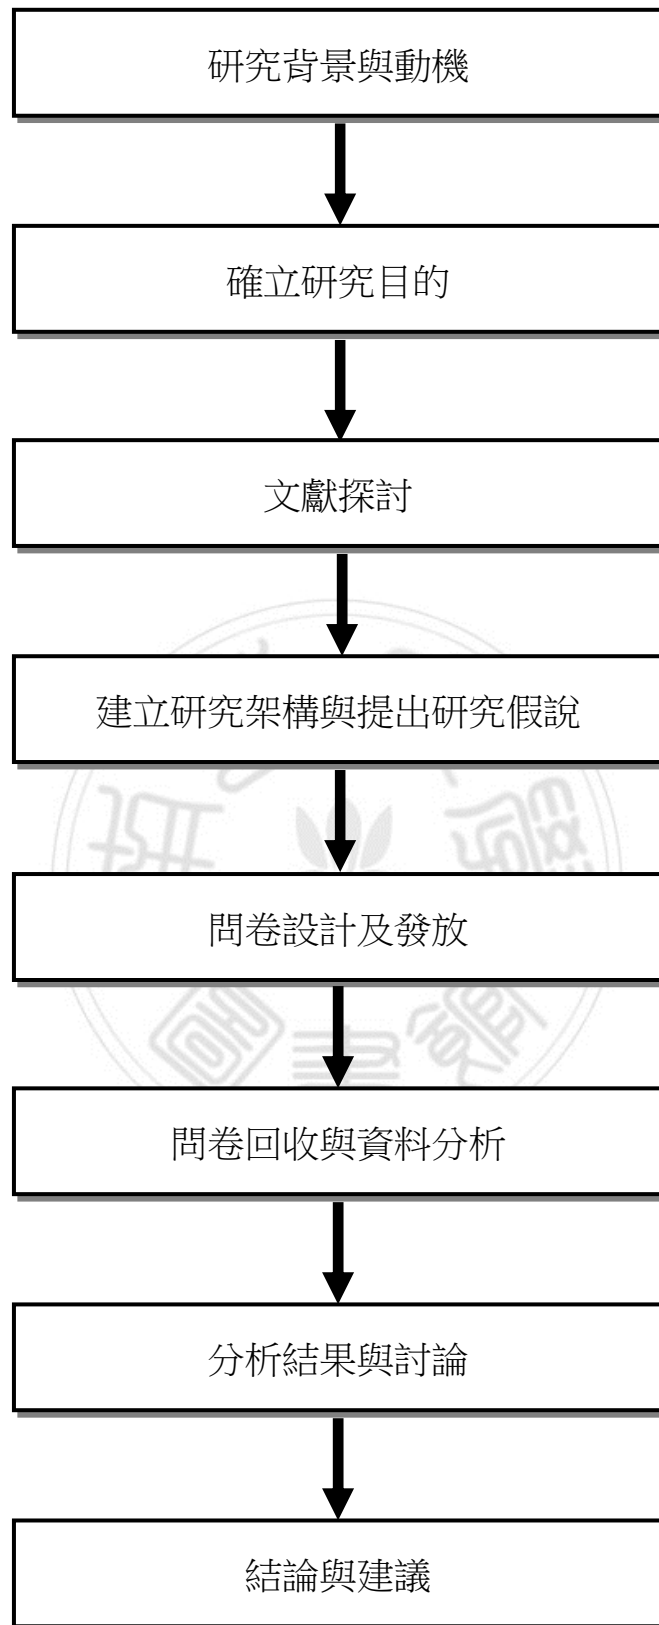 研究背景與動機
確立研究目的
文獻探討
建立研究架構與提出研究假說
問卷設計及發放
問卷回收與資料分析
分析結果與討論
結論與建議